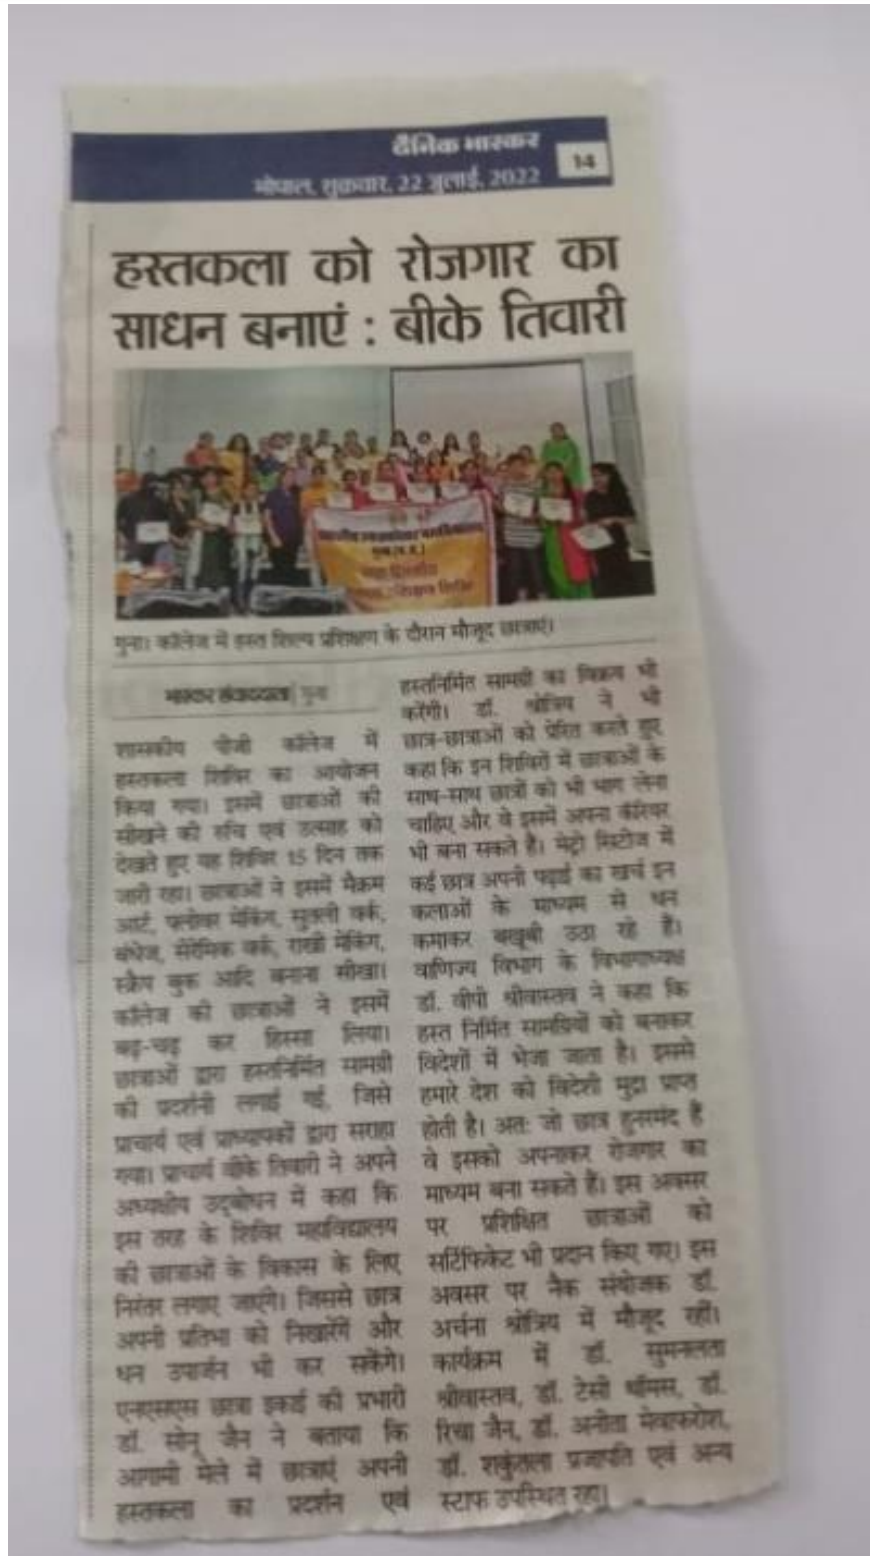 दैनिक भास्कर
भोपाल, शुक्रवार, 22 जुलाई, 2022
14
हस्तकला को रोजगार का
साधन बनाएं : बीके तिवारी
गुना। कॉलेज में हस्त शिल्प प्रशिक्षण के दौरान मौजूद छात्राएं।
भास्कर संवाददाता | गुना
शासकीय पीजी कॉलेज में
हस्तकला शिविर का आयोजन
किया गया। इसमें छात्राओं की
सीखने की रुचि एवं उत्साह को
देखते हुए यह शिविर 15 दिन तक
जारी रहा। छात्राओं ने इसमें मैक्रम
आर्ट, फ्लोवर मेकिंग, सुतली वर्क,
बंधेज, सेरेमिक वर्क, राखी मेकिंग,
स्क्रैप बुक आदि बनाना सीखा।
कॉलेज की छात्राओं ने इसमें
बढ़-चढ़ कर हिस्सा लिया।
छात्राओं द्वारा हस्तनिर्मित सामग्री
की प्रदर्शनी लगाई गई, जिसे
प्राचार्य एवं प्राध्यापकों द्वारा सराहा
गया। प्राचार्य बीके तिवारी ने अपने
अध्यक्षीय उद्बोधन में कहा कि
इस तरह के शिविर महाविद्यालय
की छात्राओं के विकास के लिए
निरंतर लगाए जाएंगे। जिससे छात्र
अपनी प्रतिभा को निखारेंगे और
धन उपार्जन भी कर सकेंगे।
एनएसएस छात्रा इकाई की प्रभारी
डॉ. सोनू जैन ने बताया कि
आगामी मेले में छात्राएं अपनी
हस्तकला का प्रदर्शन एवं
हस्तनिर्मित सामग्री का विक्रय भी
करेंगी। डॉ. श्रोत्रिय ने भी
छात्र-छात्राओं को प्रेरित करते हुए
कहा कि इन शिविरों में छात्राओं के
साथ-साथ छात्रों को भी भाग लेना
चाहिए और वे इसमें अपना कॅरियर
भी बना सकते है। मेट्रो सिटीज में
कई छात्र अपनी पढ़ाई का खर्च इन
कलाओं के माध्यम से धन
कमाकर बखूबी उठा रहे हैं।
वाणिज्य विभाग के विभागाध्यक्ष
डॉ. बीपी श्रीवास्तव ने कहा कि
हस्त निर्मित सामग्रियों को बनाकर
विदेशों में भेजा जाता है। इससे
हमारे देश को विदेशी मुद्रा प्राप्त
होती है। अत: जो छात्र हुनरमंद हैं
वे इसको अपनाकर रोजगार का
माध्यम बना सकते हैं। इस अवसर
पर प्रशिक्षित छात्राओं को
सर्टिफिकेट भी प्रदान किए गए। इस
अवसर पर नैक संयोजक डॉ.
अर्चना श्रोत्रिय में मौजूद रहीं।
कार्यक्रम में डॉ. सुमनलता
श्रीवास्तव, डॉ. टेसी थॉमस, डॉ.
रिचा जैन, डॉ. अनीता मेवाफरोश,
डॉ. शकुंतला प्रजापति एवं अन्य
स्टाफ उपस्थित रहा।